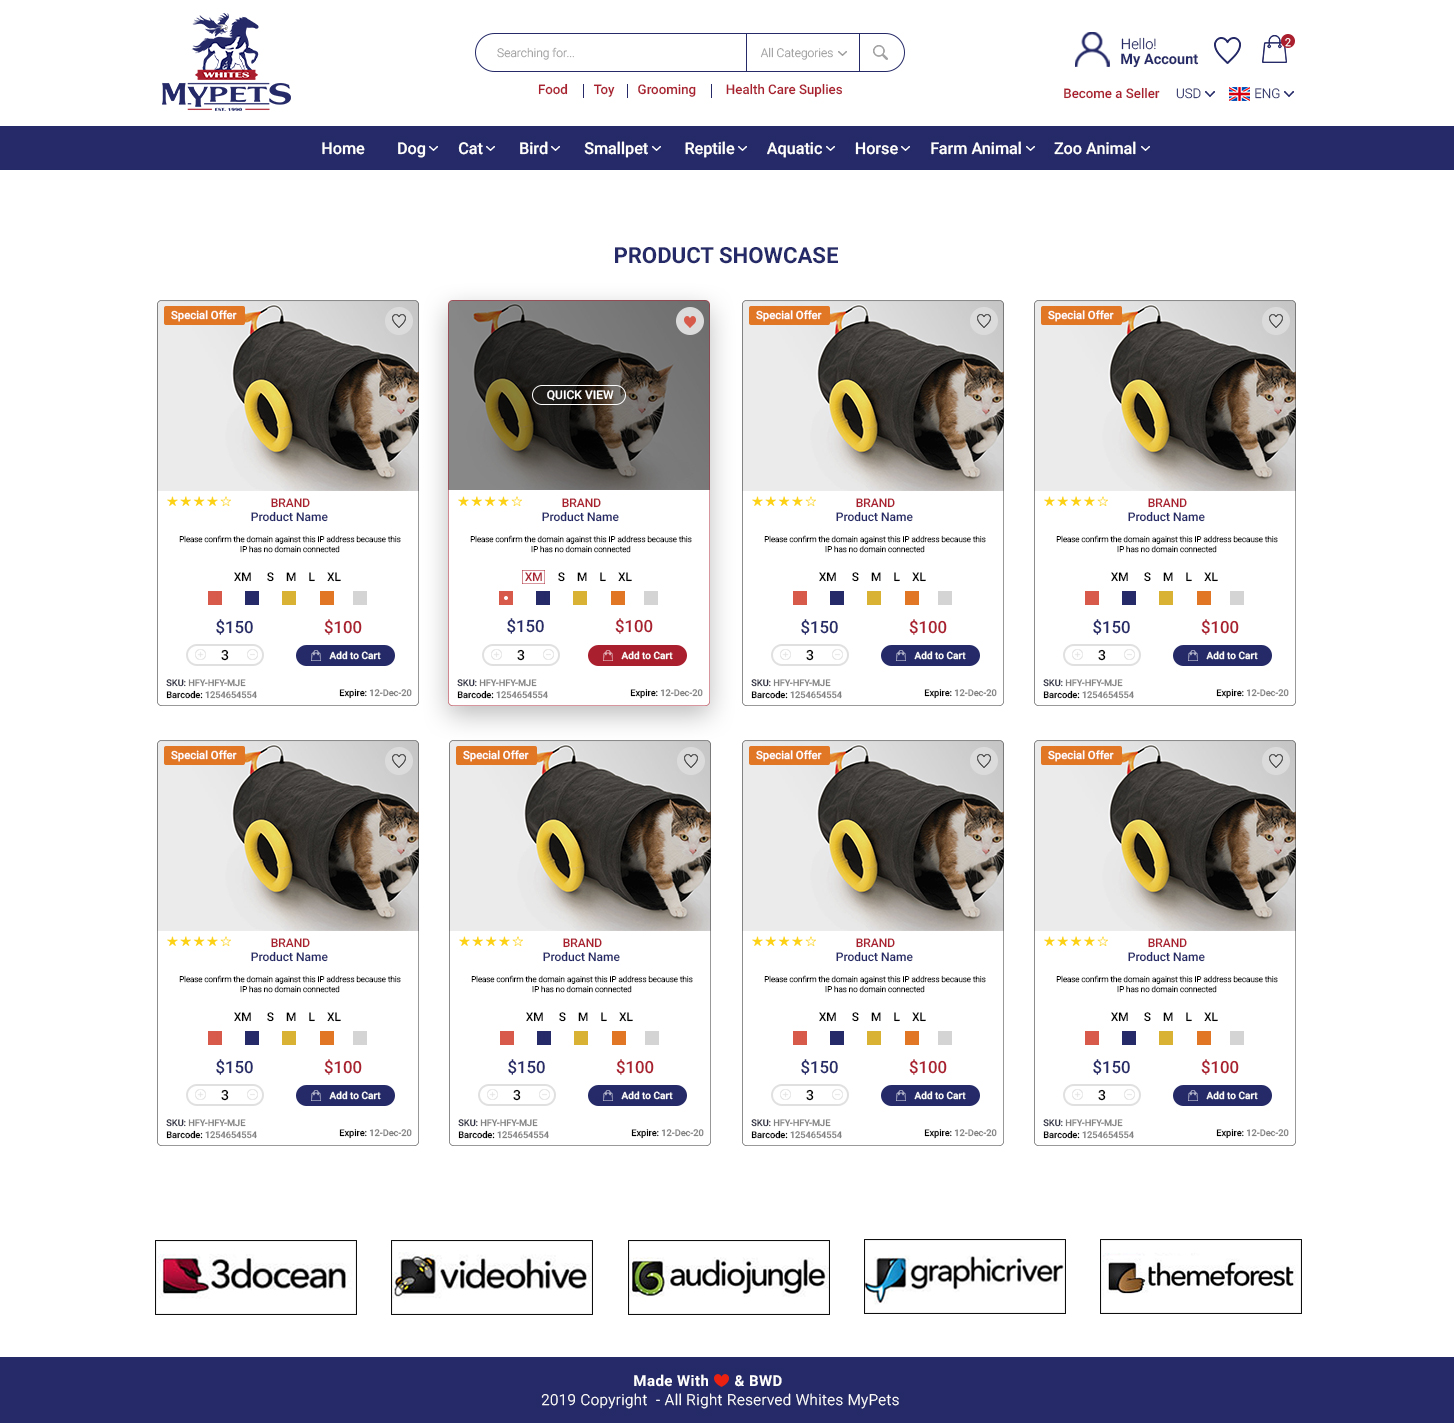 WHITES
MYPETS
EST. 1998
Searching for...
All Categories
Food | Toy | Grooming | Health Care Suplies
Hello!
My Account
2
Become a Seller
USD
ENG
Home Dog Cat Bird Smallpet Reptile Aquatic Horse Farm Animal Zoo Animal
PRODUCT SHOWCASE
Special Offer
BRAND
Product Name
Please confirm the domain against this IP address because this
IP has no domain connected
XM S M L XL
$150 $100
3 Add to Cart
SKU: HFY-HFY-MJE
Barcode: 1254654554 Expire: 12-Dec-20
QUICK VIEW
BRAND
Product Name
Please confirm the domain against this IP address because this
IP has no domain connected
XM S M L XL
$150 $100
3 Add to Cart
SKU: HFY-HFY-MJE
Barcode: 1254654554 Expire: 12-Dec-20
Special Offer
BRAND
Product Name
Please confirm the domain against this IP address because this
IP has no domain connected
XM S M L XL
$150 $100
3 Add to Cart
SKU: HFY-HFY-MJE
Barcode: 1254654554 Expire: 12-Dec-20
Special Offer
BRAND
Product Name
Please confirm the domain against this IP address because this
IP has no domain connected
XM S M L XL
$150 $100
3 Add to Cart
SKU: HFY-HFY-MJE
Barcode: 1254654554 Expire: 12-Dec-20
Special Offer
BRAND
Product Name
Please confirm the domain against this IP address because this
IP has no domain connected
XM S M L XL
$150 $100
3 Add to Cart
SKU: HFY-HFY-MJE
Barcode: 1254654554 Expire: 12-Dec-20
Special Offer
BRAND
Product Name
Please confirm the domain against this IP address because this
IP has no domain connected
XM S M L XL
$150 $100
3 Add to Cart
SKU: HFY-HFY-MJE
Barcode: 1254654554 Expire: 12-Dec-20
Special Offer
BRAND
Product Name
Please confirm the domain against this IP address because this
IP has no domain connected
XM S M L XL
$150 $100
3 Add to Cart
SKU: HFY-HFY-MJE
Barcode: 1254654554 Expire: 12-Dec-20
Special Offer
BRAND
Product Name
Please confirm the domain against this IP address because this
IP has no domain connected
XM S M L XL
$150 $100
3 Add to Cart
SKU: HFY-HFY-MJE
Barcode: 1254654554 Expire: 12-Dec-20
3docean
videohive
audiojungle
graphicriver
themeforest
Made With ❤ & BWD
2019 Copyright - All Right Reserved Whites MyPets